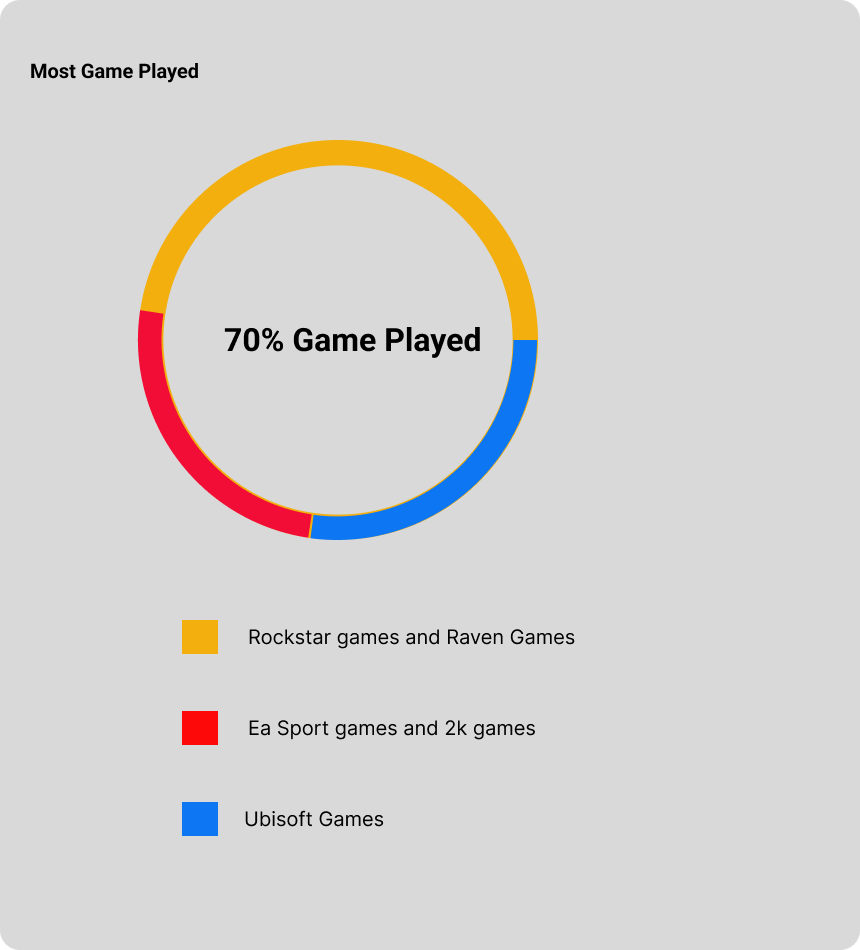 Most Game Played
70% Game Played
Rockstar games and Raven Games
Ea Sport games and 2k games
Ubisoft Games